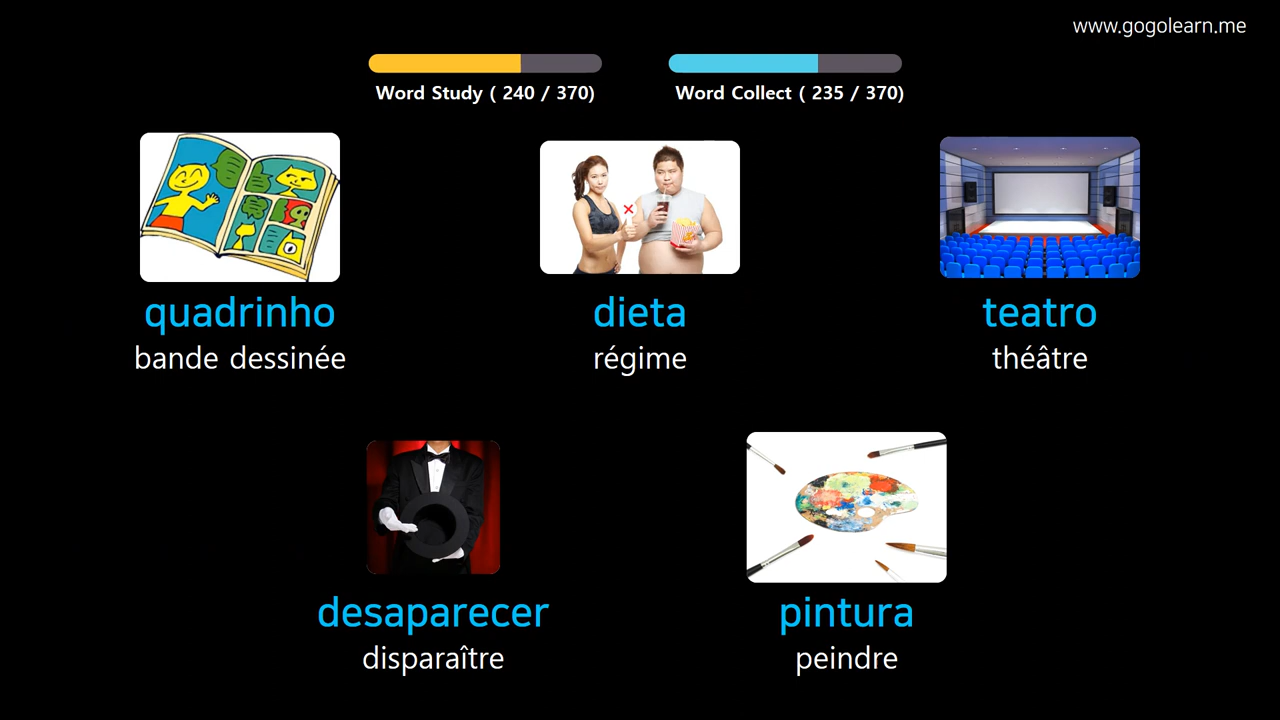 www.gogolearn.me
Word Study ( 240 / 370)
Word Collect ( 235 / 370)
quadrinho
bande dessinée
dieta
régime
teatro
théâtre
desaparecer
disparaître
pintura
peindre